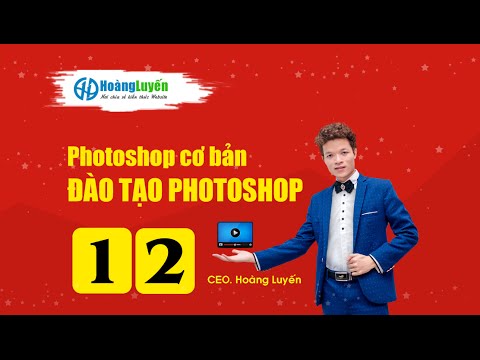 HoàngLuyến
Nơi chia sẻ kiến thức Website
Photoshop cơ bản
ĐÀO TẠO PHOTOSHOP
12
CEO. Hoàng Luyến